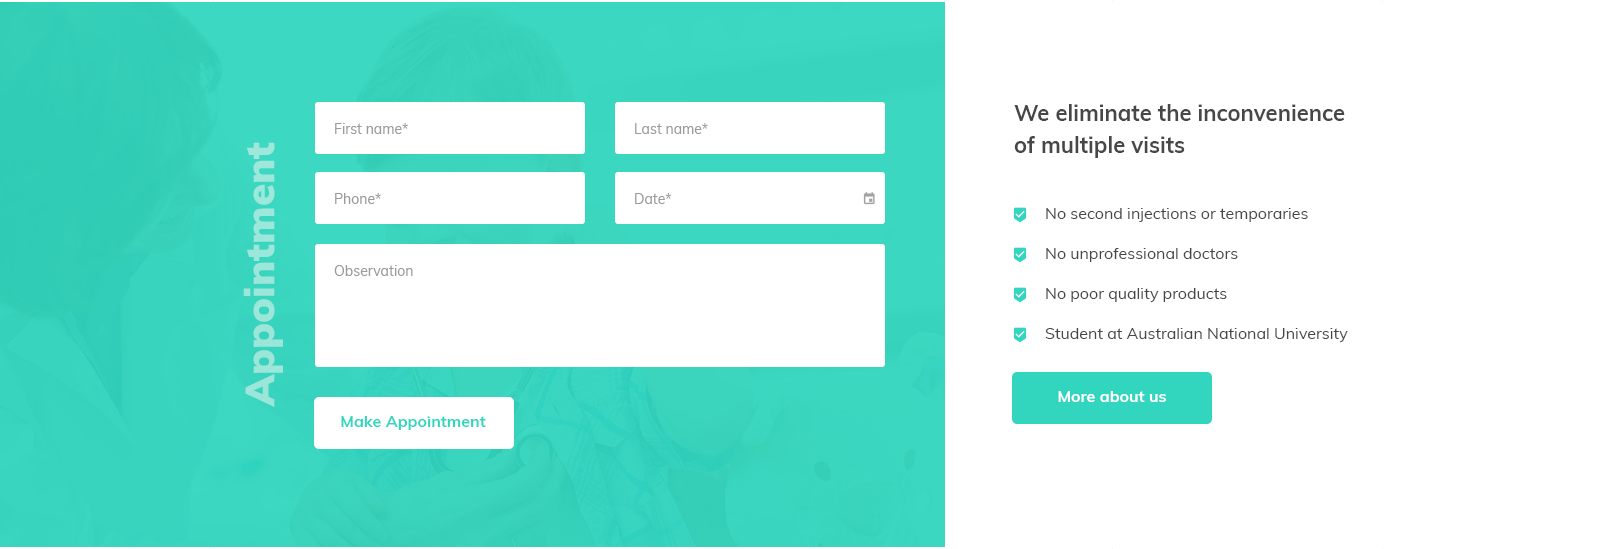 Appointment
First name*
Last name*
Phone*
Date*
Observation
Make Appointment
We eliminate the inconvenience
of multiple visits
No second injections or temporaries
No unprofessional doctors
No poor quality products
Student at Australian National University
More about us